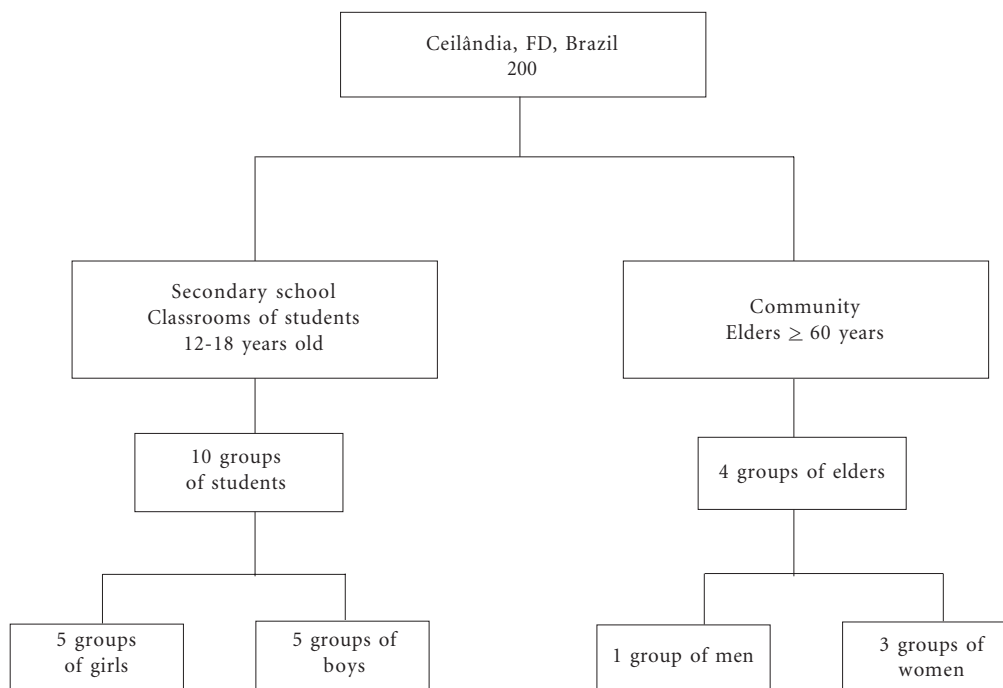 Ceilândia, FD, Brazil
200
Secondary school
Classrooms of students
12-18 years old
Community
Elders ≥ 60 years
10 groups
of students
4 groups of elders
5 groups
of girls
5 groups of
boys
1 group of men
3 groups of
women